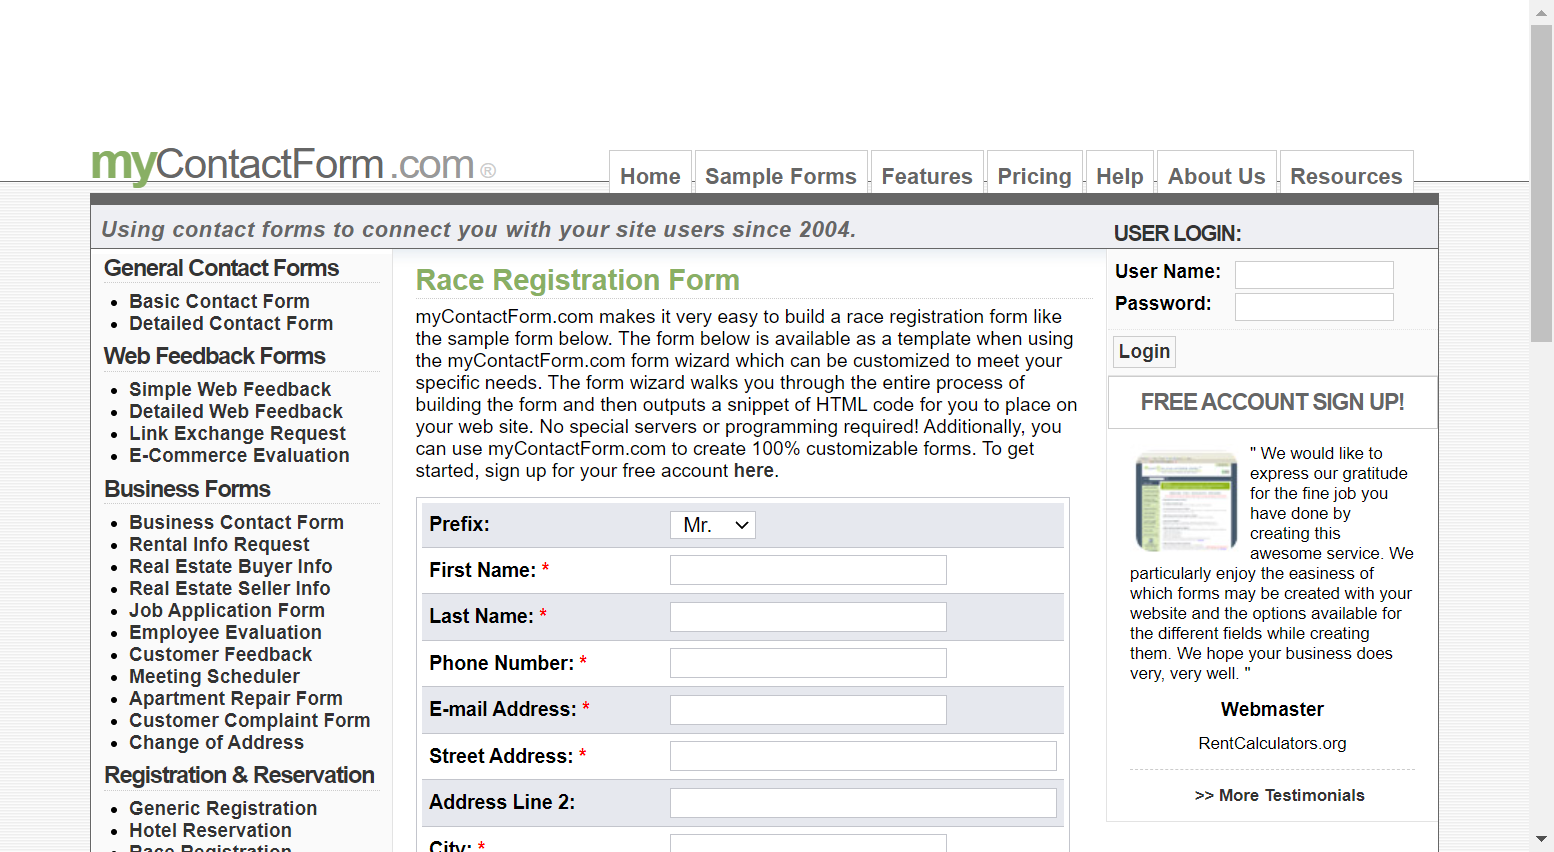 myContactForm.com®
Home
Sample Forms
Features
Pricing
Help
About Us
Resources
Using contact forms to connect you with your site users since 2004.
USER LOGIN:
General Contact Forms
Basic Contact Form
Detailed Contact Form
Web Feedback Forms
Simple Web Feedback
Detailed Web Feedback
Link Exchange Request
E-Commerce Evaluation
Business Forms
Business Contact Form
Rental Info Request
Real Estate Buyer Info
Real Estate Seller Info
Job Application Form
Employee Evaluation
Customer Feedback
Meeting Scheduler
Apartment Repair Form
Customer Complaint Form
Change of Address
Registration & Reservation
Generic Registration
Hotel Reservation
Race Registration
Race Registration Form
myContactForm.com makes it very easy to build a race registration form like
the sample form below. The form below is available as a template when using
the myContactForm.com form wizard which can be customized to meet your
specific needs. The form wizard walks you through the entire process of
building the form and then outputs a snippet of HTML code for you to place on
your web site. No special servers or programming required! Additionally, you
can use myContactForm.com to create 100% customizable forms. To get
started, sign up for your free account here.
Prefix:
Mr.
First Name: *
Last Name: *
Phone Number: *
E-mail Address: *
Street Address: *
Address Line 2:
City: *
User Name:
Password:
Login
FREE ACCOUNT SIGN UP!
" We would like to
express our gratitude
for the fine job you
have done by
creating this
awesome service. We
particularly enjoy the easiness of
which forms may be created with your
website and the options available for
the different fields while creating
them. We hope your business does
very, very well. "
Webmaster
RentCalculators.org
>> More Testimonials